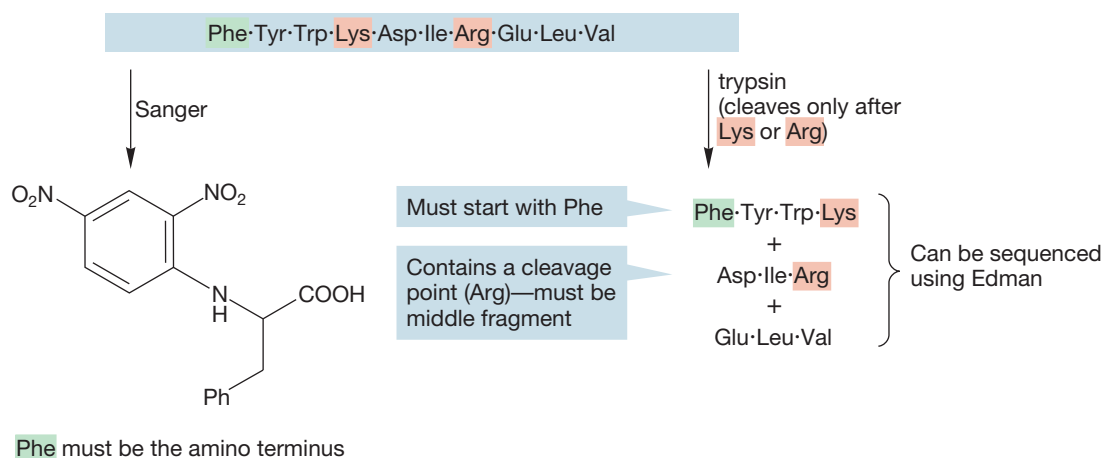 Phe·Tyr·Trp·Lys·Asp·Ile·Arg·Glu·Leu·Val
Sanger
trypsin
(cleaves only after
Lys or Arg)
O₂N
NO₂
N
H
COOH
Ph
Phe must be the amino terminus
Must start with Phe
Contains a cleavage
point (Arg)—must be
middle fragment
Phe·Tyr·Trp·Lys
+
Asp·Ile·Arg
+
Glu·Leu·Val
Can be sequenced
using Edman